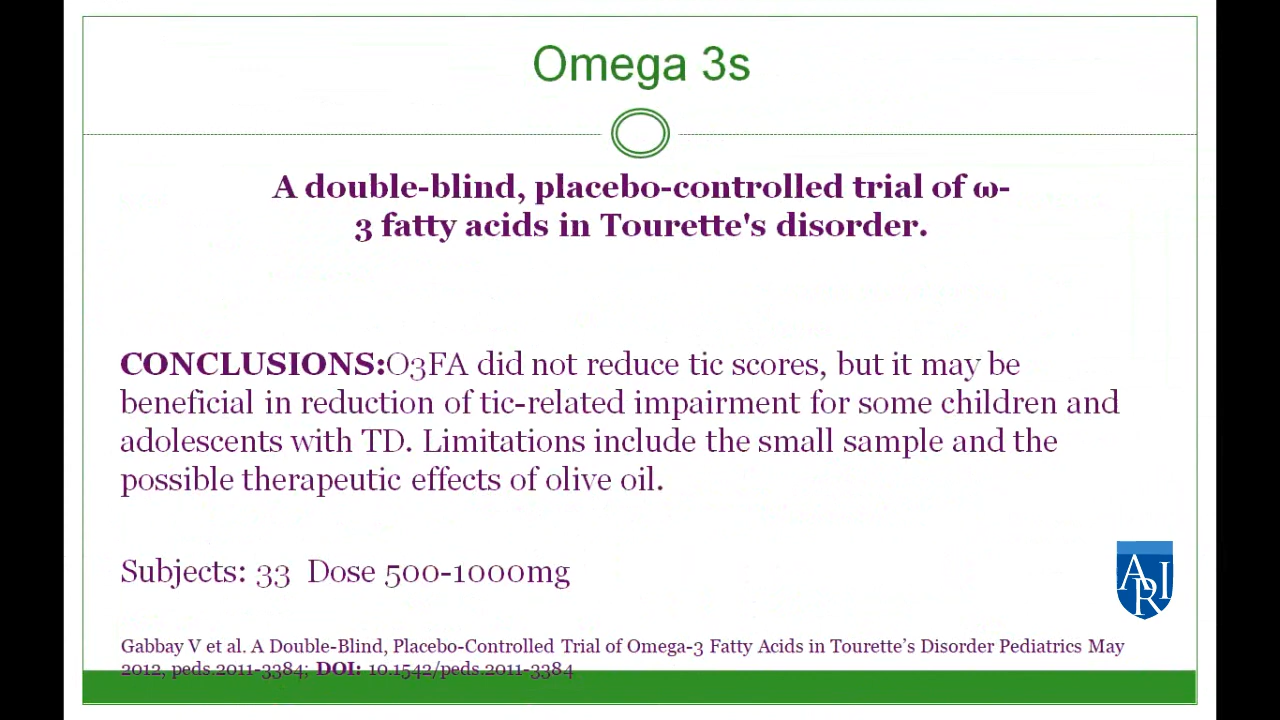 Omega 3s
A double-blind, placebo-controlled trial of ω-
3 fatty acids in Tourette's disorder.
CONCLUSIONS:O3FA did not reduce tic scores, but it may be
beneficial in reduction of tic-related impairment for some children and
adolescents with TD. Limitations include the small sample and the
possible therapeutic effects of olive oil.
Subjects: 33 Dose 500-1000mg
ARI
Gabbay V et al. A Double-Blind, Placebo-Controlled Trial of Omega-3 Fatty Acids in Tourette’s Disorder Pediatrics May
2012, peds.2011-3384; DOI: 10.1542/peds.2011-3384